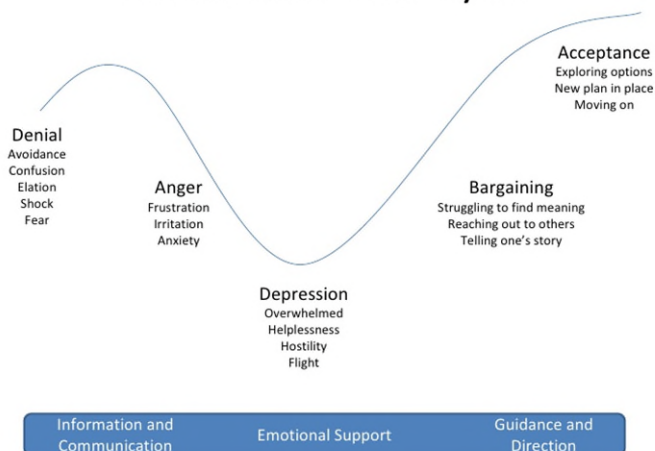 Denial
Avoidance
Confusion
Elation
Shock
Fear
Anger
Frustration
Irritation
Anxiety
Depression
Overwhelmed
Helplessness
Hostility
Flight
Bargaining
Struggling to find meaning
Reaching out to others
Telling one's story
Acceptance
Exploring options
New plan in place
Moving on
Information and
Communication
Emotional Support
Guidance and
Direction